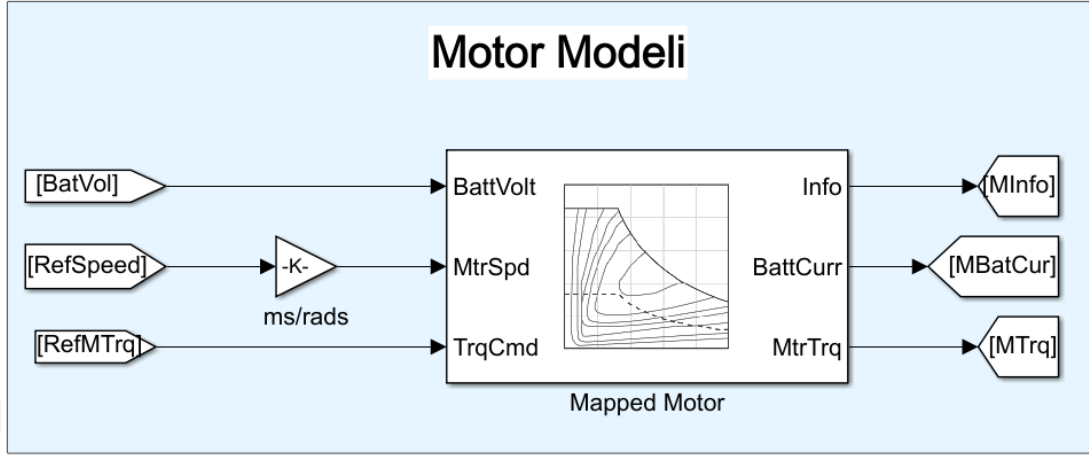 Motor Modeli
[BatVol]
BattVolt
Info
[MInfo]
[RefSpeed]
-K-
MtrSpd
BattCurr
[MBatCur]
ms/rads
[RefMTrq]
TrqCmd
MtrTrq
[MTrq]
Mapped Motor